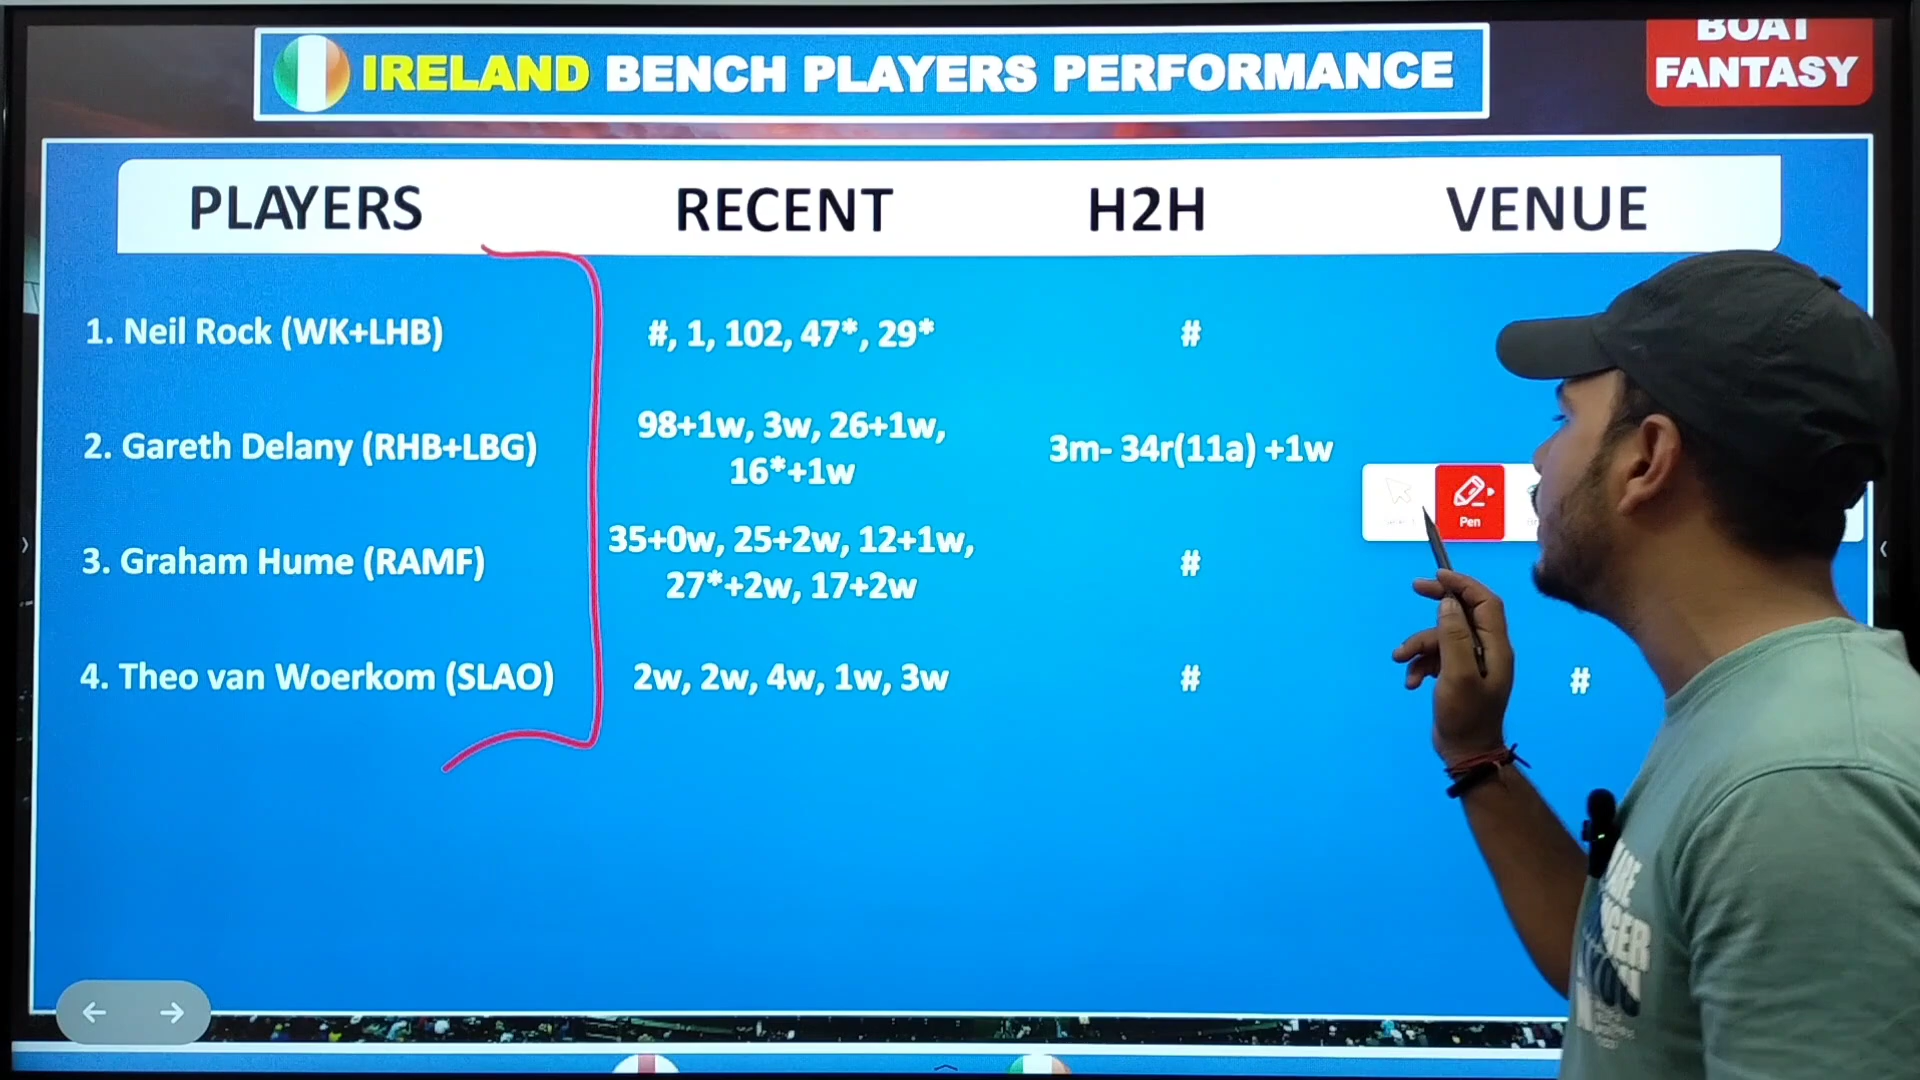 BOAT
FANTASY
IRELAND BENCH PLAYERS PERFORMANCE
PLAYERS RECENT H2H VENUE
1. Neil Rock (WK+LHB) #, 1, 102, 47*, 29* #
2. Gareth Delany (RHB+LBG) 98+1w, 3w, 26+1w,
16*+1w 3m- 34r(11a) +1w
Pen
3. Graham Hume (RAMF) 35+0w, 25+2w, 12+1w,
27*+2w, 17+2w #
4. Theo van Woerkom (SLAO) 2w, 2w, 4w, 1w, 3w # #